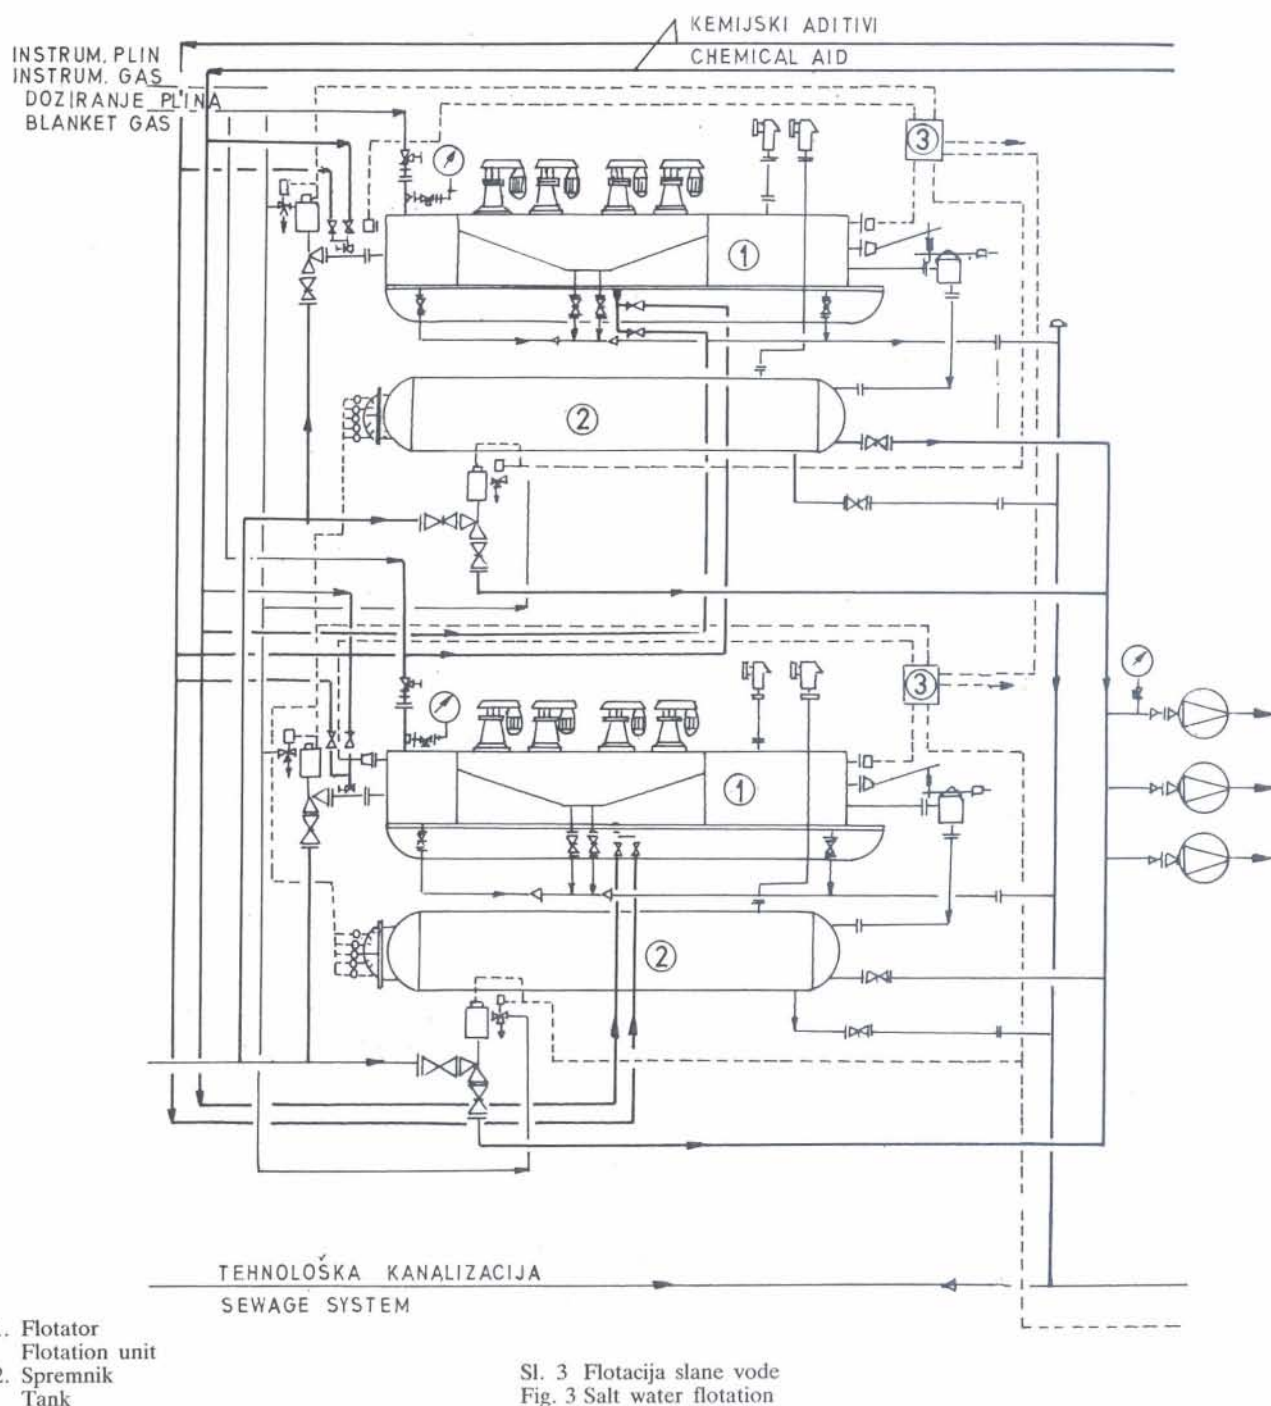 KEMIJSKI ADITIVI
CHEMICAL AID
INSTRUM. PLIN
INSTRUM. GAS
DOZIRANJE PLINA
BLANKET GAS
3
1
2
3
1
2
TEHNOLOŠKA KANALIZACIJA
SEWAGE SYSTEM
. Flotator
Flotation unit
2. Spremnik
Tank
Sl. 3 Flotacija slane vode
Fig. 3 Salt water flotation